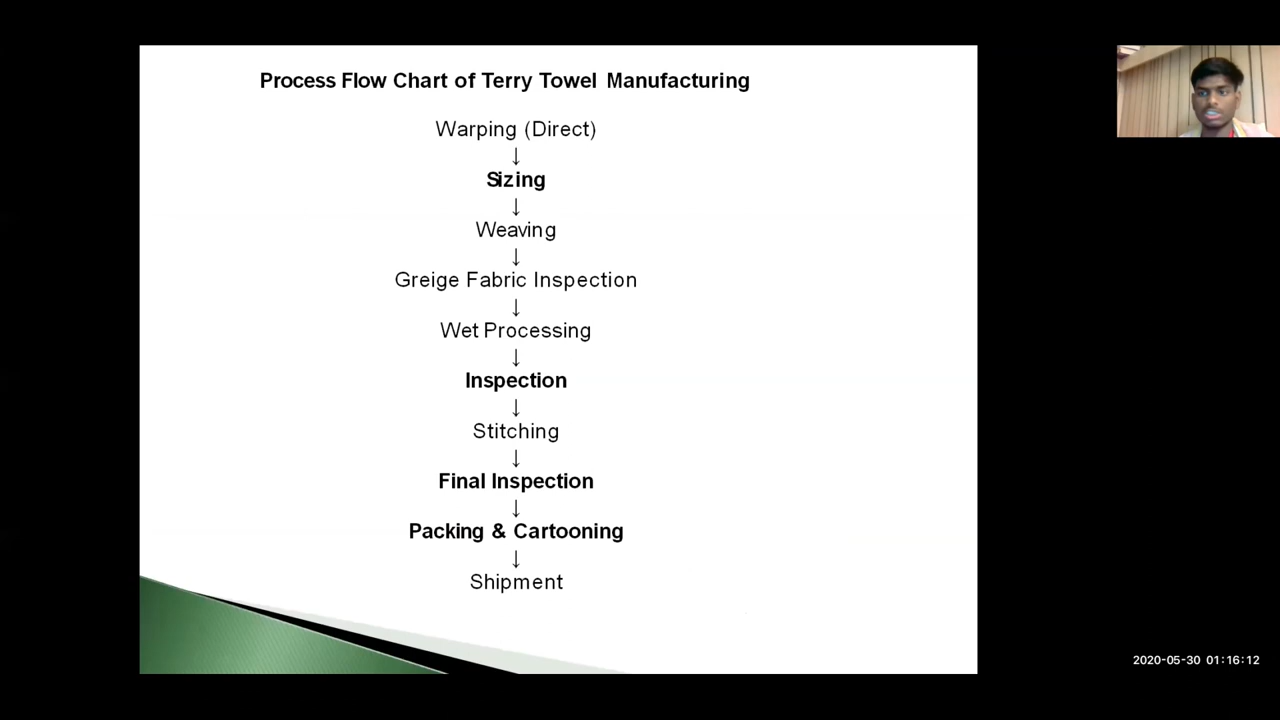 Process Flow Chart of Terry Towel Manufacturing
Warping (Direct)
↓
Sizing
↓
Weaving
↓
Greige Fabric Inspection
↓
Wet Processing
↓
Inspection
↓
Stitching
↓
Final Inspection
↓
Packing & Cartooning
↓
Shipment
2020-05-30 01:16:12